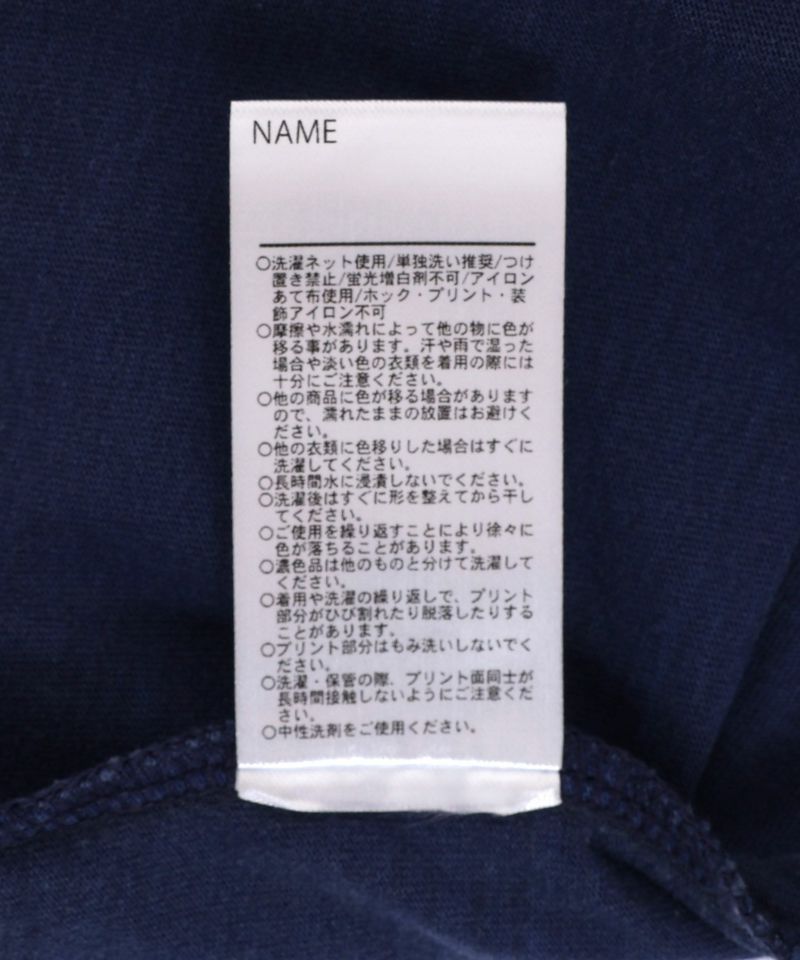 NAME
○洗濯ネット使用/単独洗い推奨/つけ
置き禁止/蛍光増白剤不可/アイロン
あて布使用/ホック・プリント・装
飾アイロン不可
○摩擦や水濡れによって他の物に色が
移る事があります。汗や雨で湿った
場合や淡い色の衣類を着用の際には
十分にご注意ください。
○他の商品に色が移る場合があります
ので、濡れたままの放置はお避けく
ださい。
○他の衣類に色移りした場合はすぐに
洗濯してください。
○長時間水に浸漬しないでください。
○洗濯後はすぐに形を整えてから干し
てください。
○ご使用を繰り返すことにより徐々に
色が落ちることがあります。
○濃色品は他のものと分けて洗濯して
ください。
○着用や洗濯の繰り返しで、プリント
部分がひび割れたり脱落したりする
ことがあります。
○プリント部分はもみ洗いしないでく
ださい。
○洗濯・保管の際、プリント面同士が
長時間接触しないようにご注意くだ
さい。
○中性洗剤をご使用ください。